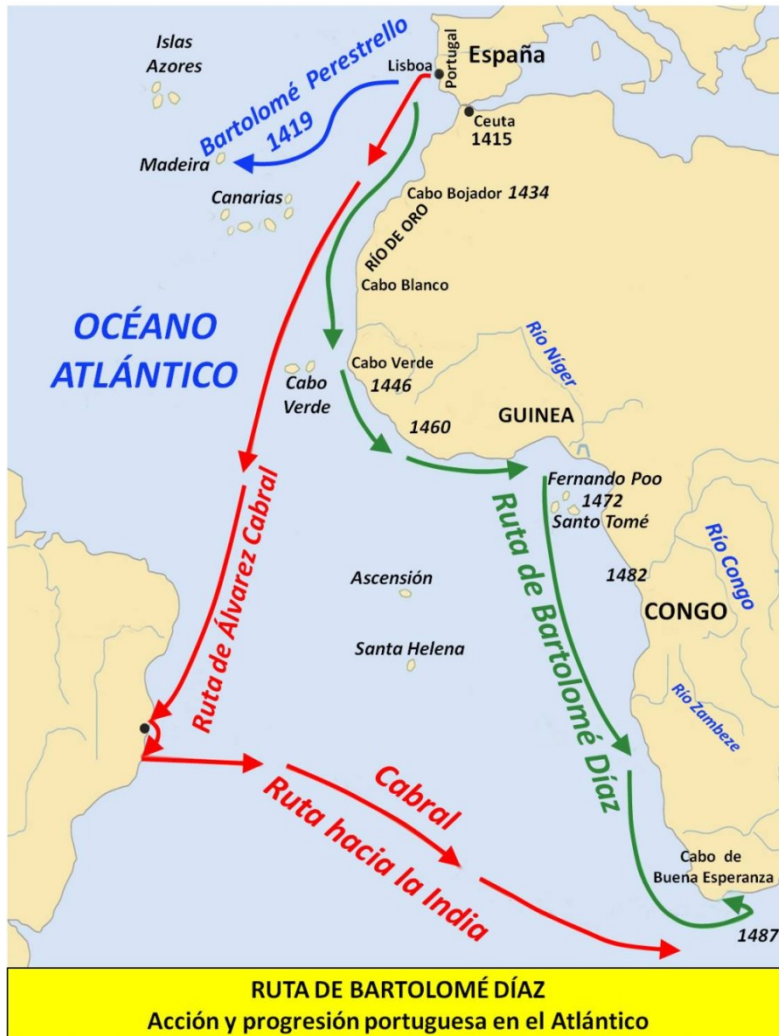 Islas
Azores
Bartolomé Perestrello
1419
Madeira
Canarias
Lisboa
Portugal
España
Ceuta
1415
Cabo Bojador 1434
RÍO DE ORO
Cabo Blanco
OCÉANO
ATLÁNTICO
Cabo
Verde
Cabo Verde
1446
1460
Río Níger
GUINEA
Fernando Poo
1472
Santo Tomé
Ruta de Álvarez Cabral
Ascensión
Santa Helena
Ruta de Bartolomé Díaz
1482
CONGO
Río Congo
Río Zambeze
Cabral
Ruta hacia la India
Cabo de
Buena Esperanza
1487
RUTA DE BARTOLOMÉ DÍAZ
Acción y progresión portuguesa en el Atlántico